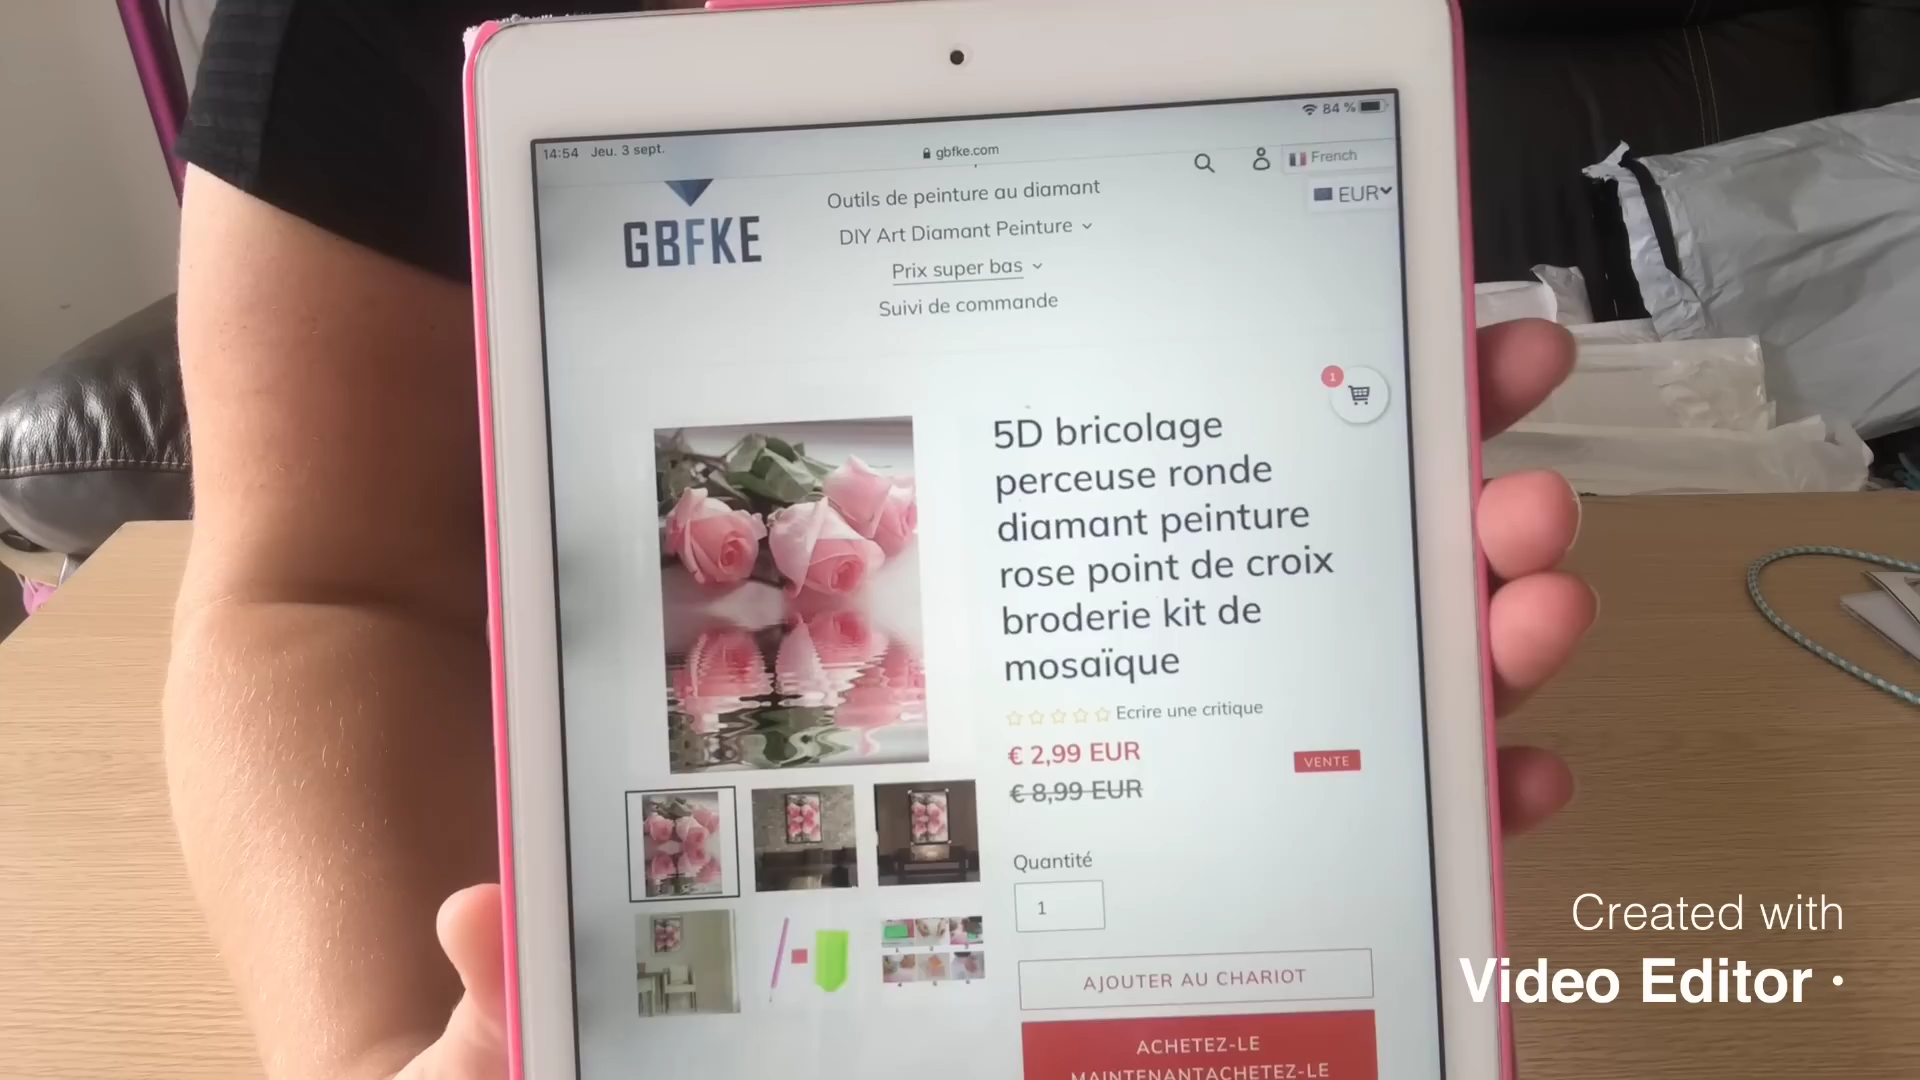 14:54 Jeu. 3 sept.
gbfke.com
84 %
French
EUR
GBFKE
Outils de peinture au diamant
DIY Art Diamant Peinture
Prix super bas
Suivi de commande
1
5D bricolage
perceuse ronde
diamant peinture
rose point de croix
broderie kit de
mosaïque
Ecrire une critique
€ 2,99 EUR
VENTE
€ 8,99 EUR
Quantité
1
AJOUTER AU CHARIOT
ACHETEZ-LE
MAINTENANTACHETEZ-LE
Created with
Video Editor